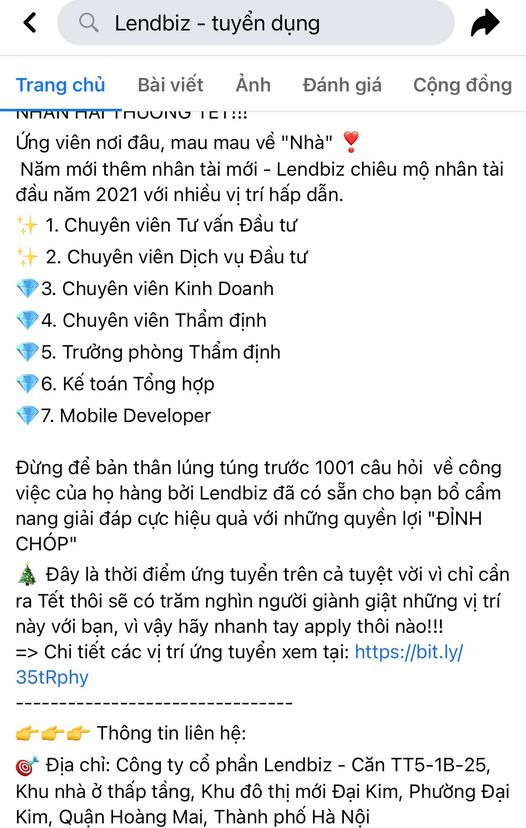 Lendbiz - tuyển dụng
Trang chủ Bài viết Ảnh Đánh giá Cộng đồng
NHẬN HẢI THƯỞNG TẾT!!!
Ứng viên nơi đâu, mau mau về "Nhà" ❣️
Năm mới thêm nhân tài mới - Lendbiz chiêu mộ nhân tài
đầu năm 2021 với nhiều vị trí hấp dẫn.
✨ 1. Chuyên viên Tư vấn Đầu tư
✨ 2. Chuyên viên Dịch vụ Đầu tư
💎3. Chuyên viên Kinh Doanh
💎4. Chuyên viên Thẩm định
💎5. Trưởng phòng Thẩm định
💎6. Kế toán Tổng hợp
💎7. Mobile Developer
Đừng để bản thân lúng túng trước 1001 câu hỏi về công
việc của họ hàng bởi Lendbiz đã có sẵn cho bạn bổ cẩm
nang giải đáp cực hiệu quả với những quyền lợi "ĐỈNH
CHÓP"
🎄 Đây là thời điểm ứng tuyển trên cả tuyệt vời vì chỉ cần
ra Tết thôi sẽ có trăm nghìn người giành giật những vị trí
này với bạn, vì vậy hãy nhanh tay apply thôi nào!!!
=> Chi tiết các vị trí ứng tuyển xem tại: https://bit.ly/
35tRphy
--------------------------------
👉👉👉 Thông tin liên hệ:
🎯 Địa chỉ: Công ty cổ phần Lendbiz - Căn TT5-1B-25,
Khu nhà ở thấp tầng, Khu đô thị mới Đại Kim, Phường Đại
Kim, Quận Hoàng Mai, Thành phố Hà Nội